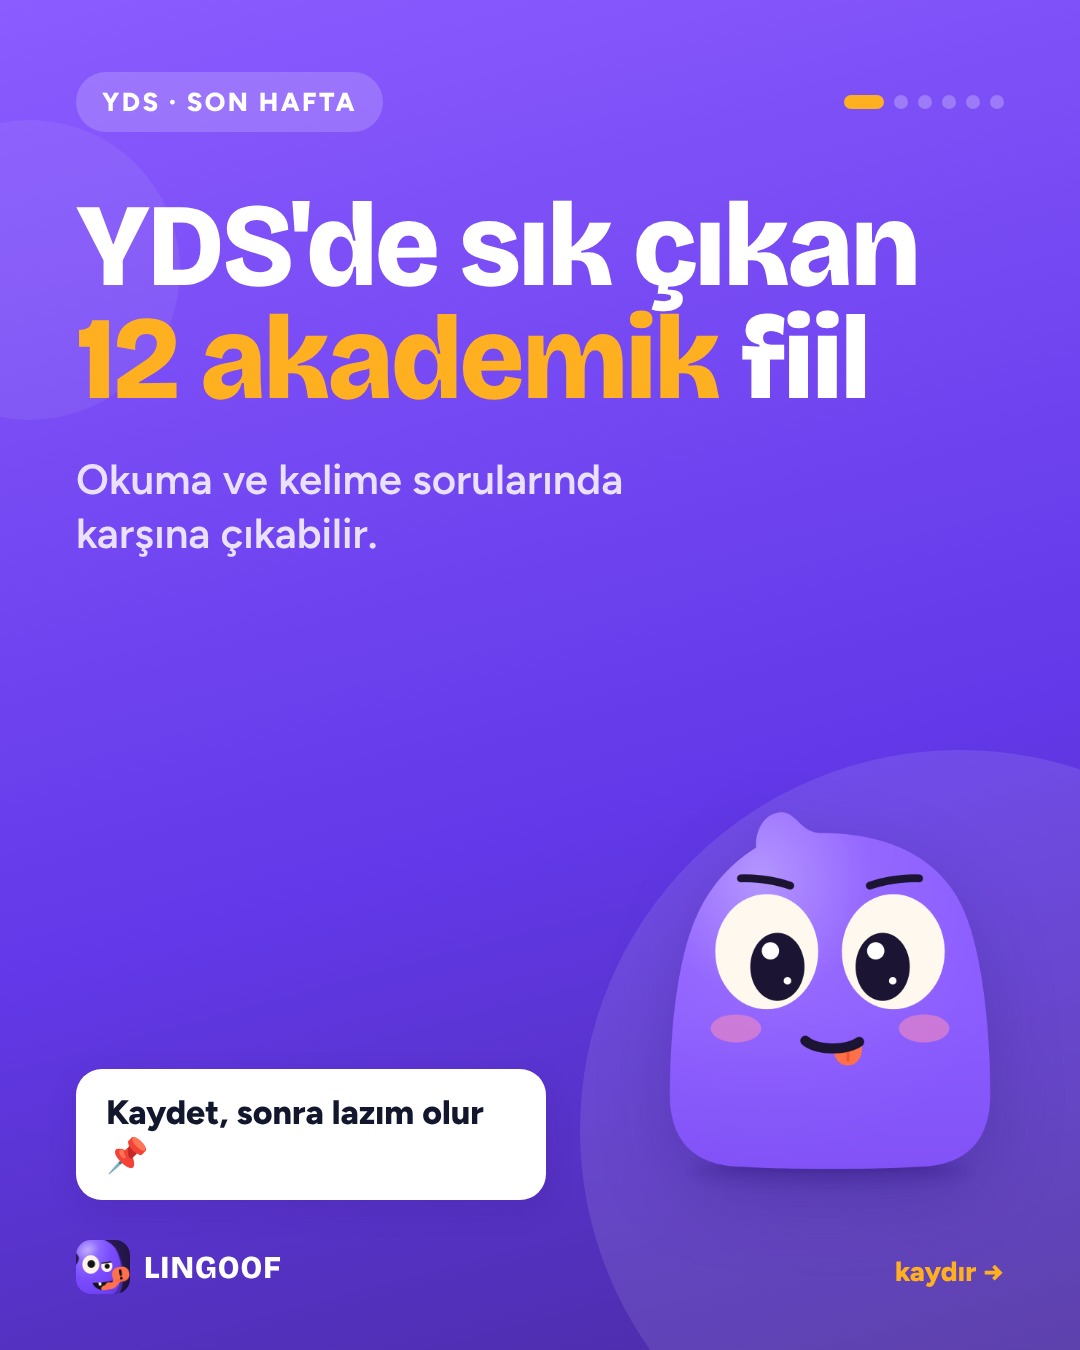 YDS · SON HAFTA
YDS'de sık çıkan
12 akademik fiil
Okuma ve kelime sorularında
karşına çıkabilir.
Kaydet, sonra lazım olur
📌
LINGOOF
kaydır →